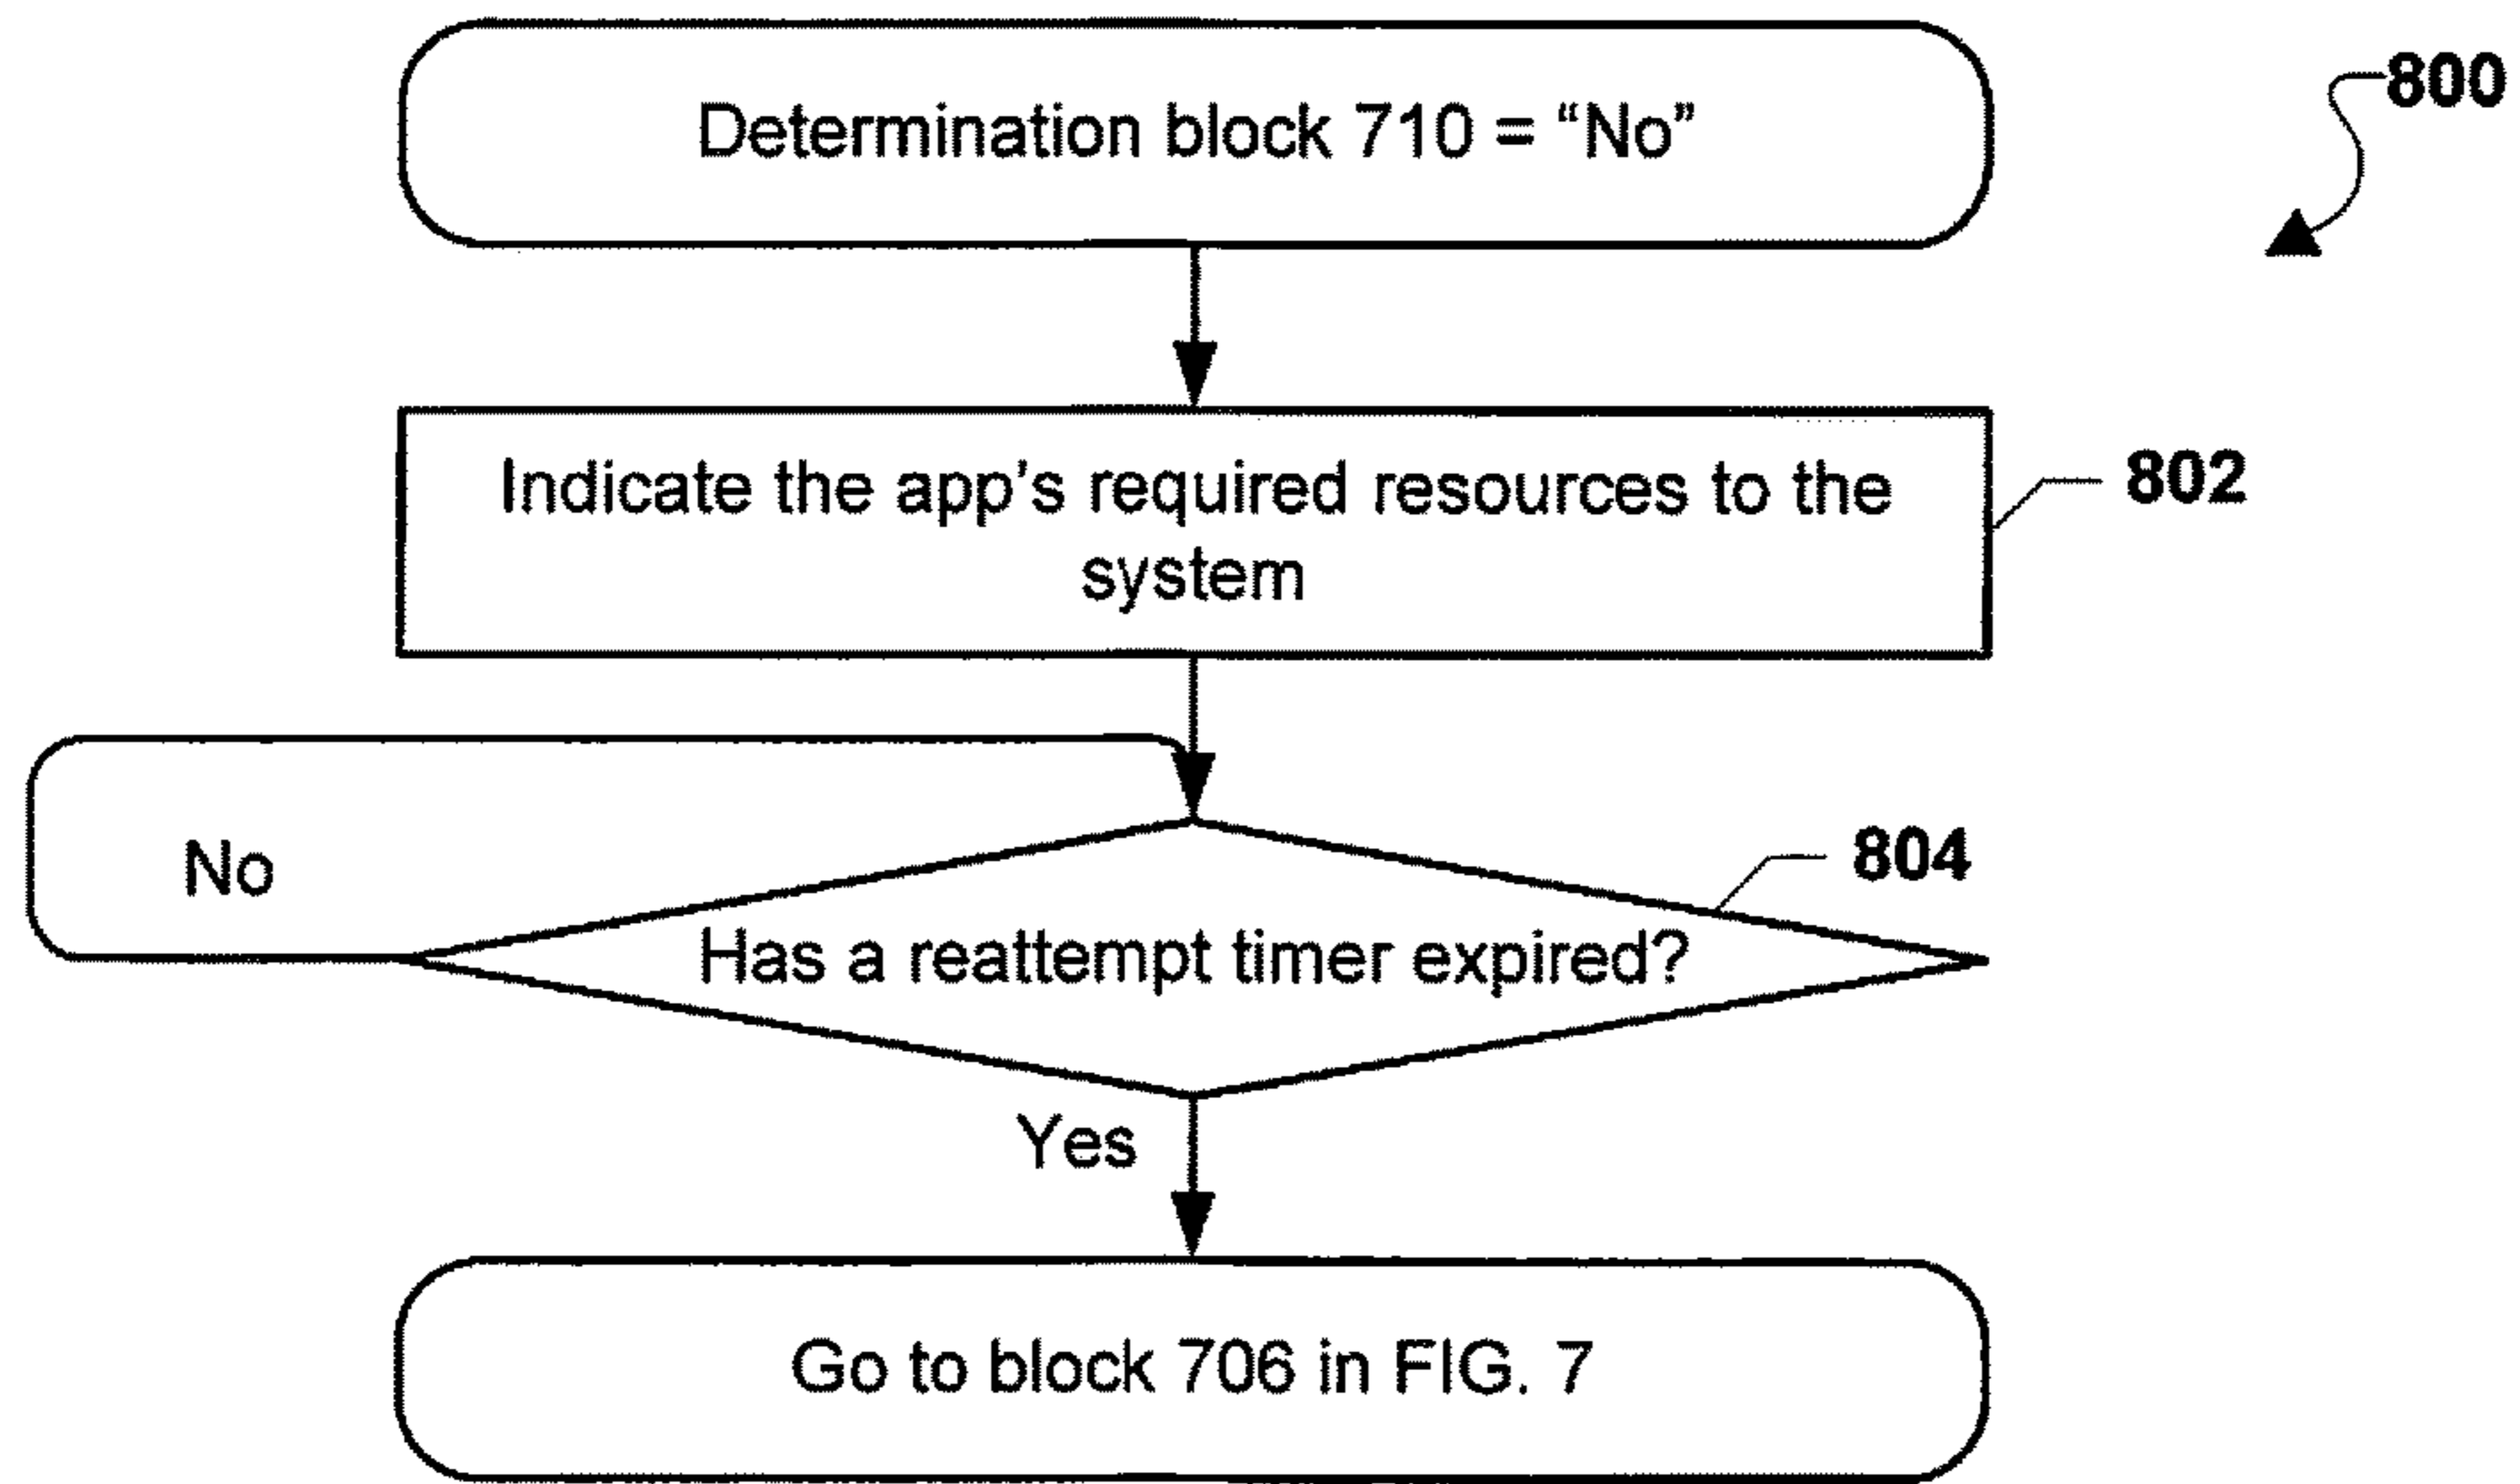 Determination block 710 = “No”
800
Indicate the app’s required resources to the
system
802
No
804
Has a reattempt timer expired?
Yes
Go to block 706 in FIG. 7